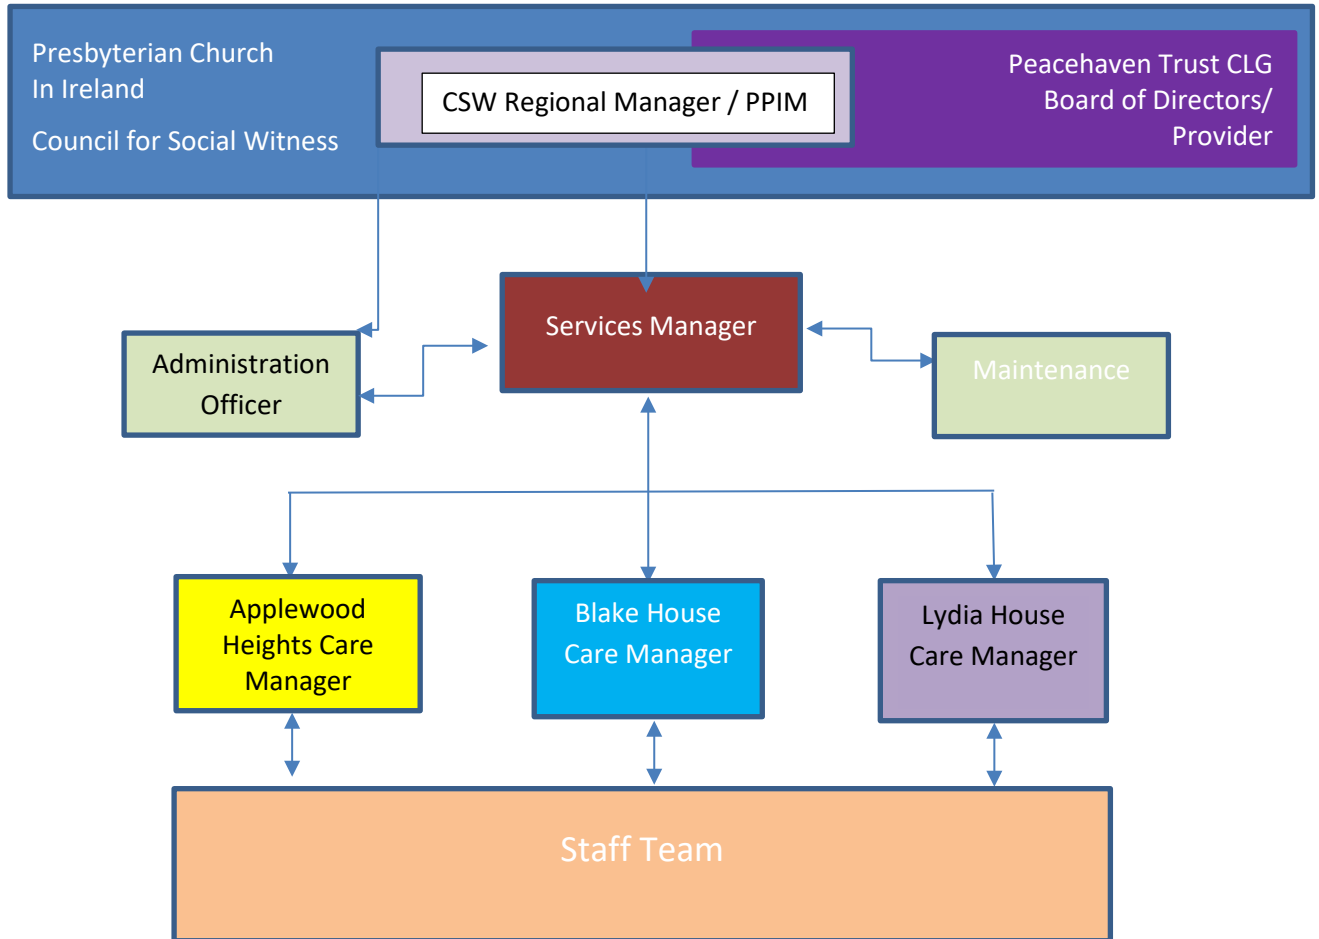 Presbyterian Church
In Ireland
Council for Social Witness
CSW Regional Manager / PPIM
Peacehaven Trust CLG
Board of Directors/
Provider
Services Manager
Administration
Officer
Maintenance
Applewood
Heights Care
Manager
Blake House
Care Manager
Lydia House
Care Manager
Staff Team